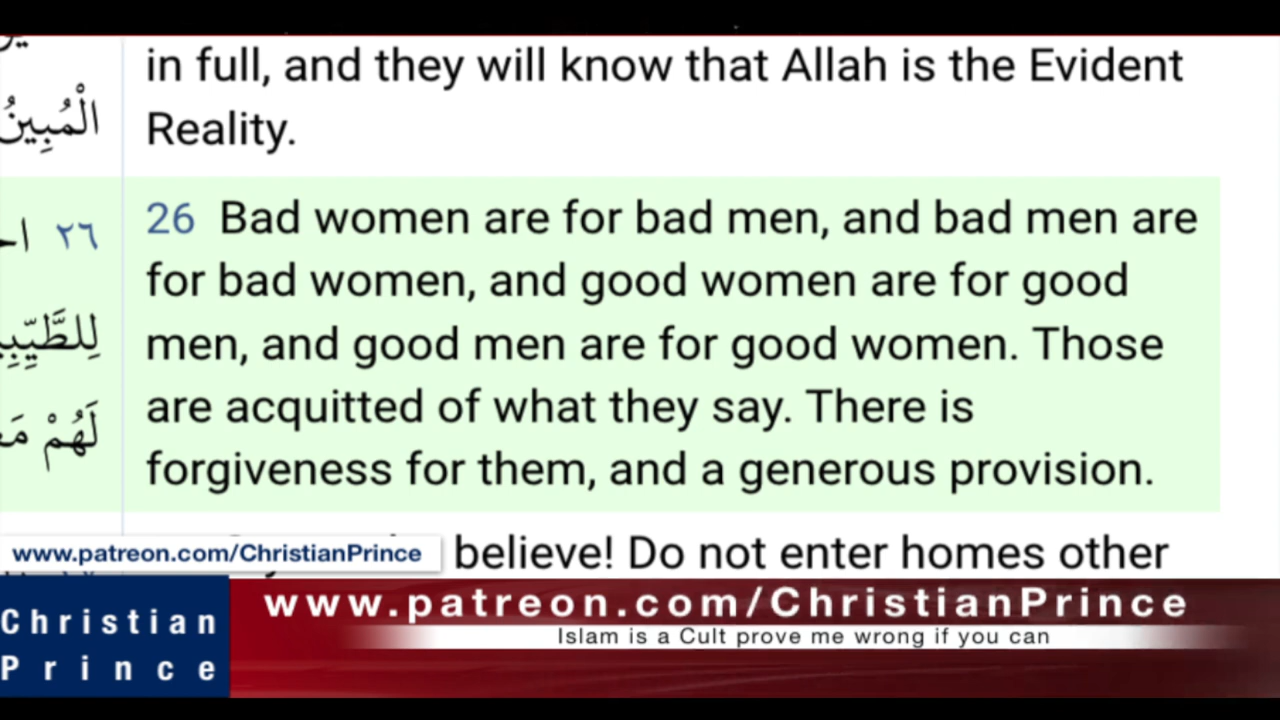 in full, and they will know that Allah is the Evident
Reality.
الْمُبِينُ
26 Bad women are for bad men, and bad men are
٢٦
for bad women, and good women are for good
men, and good men are for good women. Those
are acquitted of what they say. There is
لَهُمْ
forgiveness for them, and a generous provision.
believe! Do not enter homes other
www.patreon.com/ChristianPrince
www.patreon.com/ChristianPrince
Islam is a Cult prove me wrong if you can
Christian
Prince